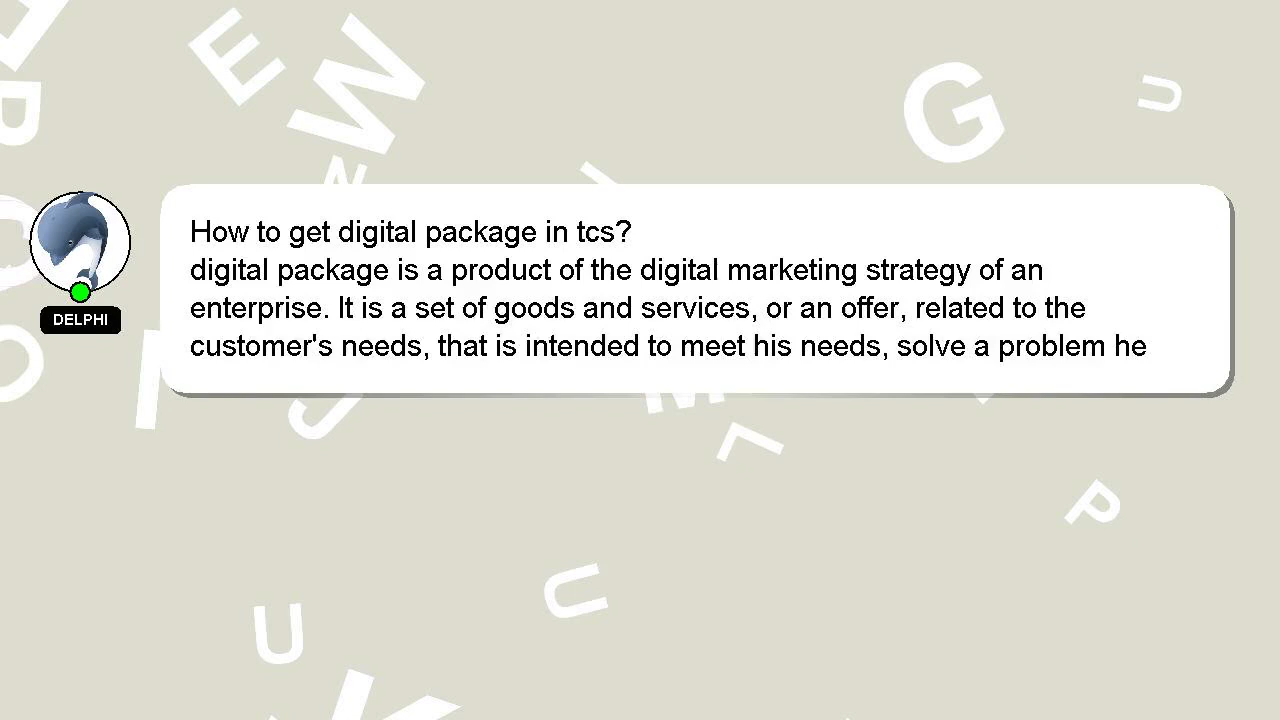 How to get digital package in tcs?
digital package is a product of the digital marketing strategy of an
enterprise. It is a set of goods and services, or an offer, related to the
customer's needs, that is intended to meet his needs, solve a problem he
DELPHI
E
W
G
U
N
L
P
U
U
K